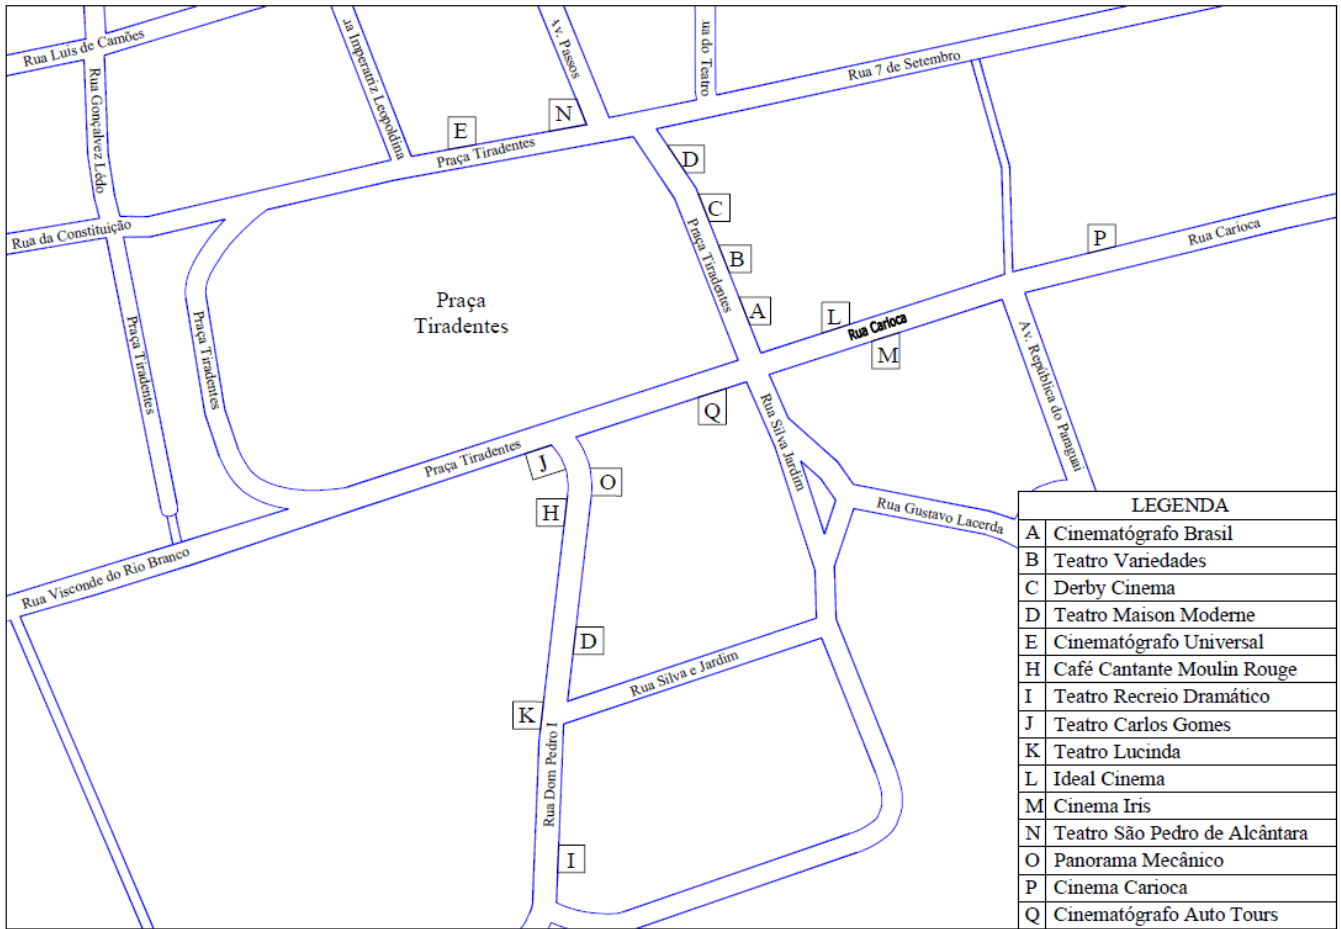 Rua Luis de Camões
Rua Gonçalvez Lédo
ua Imperatriz Leopoldina
Av. Passos
ua do Teatro
Rua 7 de Setembro
N
E
Praça Tiradentes
D
C
B
A
Praça Tiradentes
Rua da Constituição
Praça Tiradentes
Praça Tiradentes
Praça
Tiradentes
P
Rua Carioca
L
Rua Carioca
M
Q
Av. República do Paraguai
Rua Silva Jardim
Rua Gustavo Lacerda
Praça Tiradentes
J
O
H
Rua Visconde do Rio Branco
D
Rua Silva e Jardim
K
Rua Dom Pedro I
I
LEGENDA
A Cinematógrafo Brasil
B Teatro Variedades
C Derby Cinema
D Teatro Maison Moderne
E Cinematógrafo Universal
H Café Cantante Moulin Rouge
I Teatro Recreio Dramático
J Teatro Carlos Gomes
K Teatro Lucinda
L Ideal Cinema
M Cinema Iris
N Teatro São Pedro de Alcântara
O Panorama Mecânico
P Cinema Carioca
Q Cinematógrafo Auto Tours